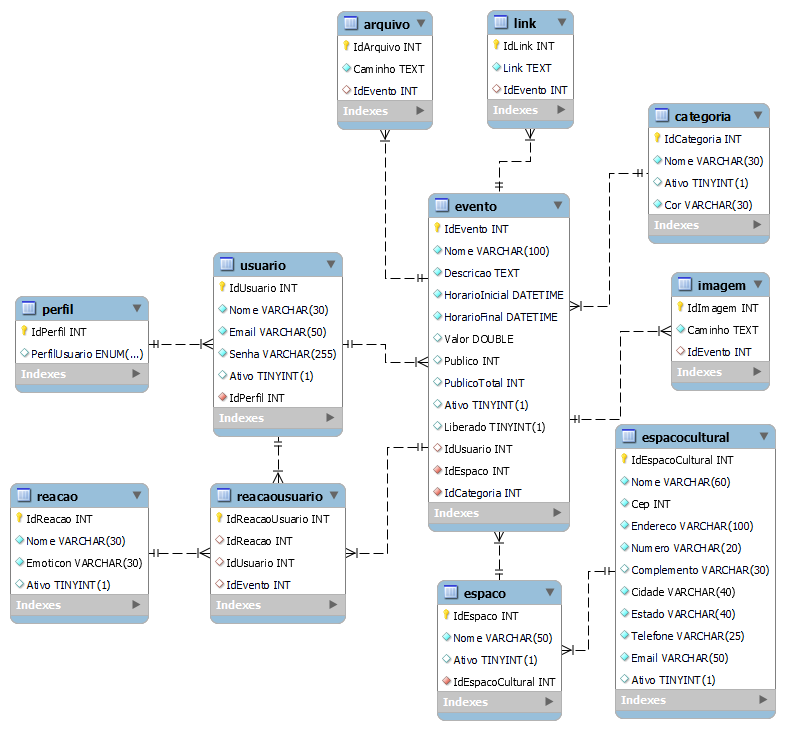 arquivo
IdArquivo INT
Caminho TEXT
IdEvento INT
Indexes
link
IdLink INT
Link TEXT
IdEvento INT
Indexes
categoria
IdCategoria INT
Nome VARCHAR(30)
Ativo TINYINT(1)
Cor VARCHAR(30)
Indexes
evento
IdEvento INT
Nome VARCHAR(100)
Descricao TEXT
HorarioInicial DATETIME
HorarioFinal DATETIME
Valor DOUBLE
Publico INT
PublicoTotal INT
Ativo TINYINT(1)
Liberado TINYINT(1)
IdUsuario INT
IdEspaco INT
IdCategoria INT
Indexes
usuario
IdUsuario INT
Nome VARCHAR(30)
Email VARCHAR(50)
Senha VARCHAR(255)
Ativo TINYINT(1)
IdPerfil INT
Indexes
imagem
IdImagem INT
Caminho TEXT
IdEvento INT
Indexes
perfil
IdPerfil INT
PerfilUsuario ENUM(...)
Indexes
espacocultural
IdEspacoCultural INT
Nome VARCHAR(60)
Cep INT
Endereco VARCHAR(100)
Numero VARCHAR(20)
Complemento VARCHAR(30)
Cidade VARCHAR(40)
Estado VARCHAR(40)
Telefone VARCHAR(25)
Email VARCHAR(50)
Ativo TINYINT(1)
Indexes
reacao
IdReacao INT
Nome VARCHAR(30)
Emoticon VARCHAR(30)
Ativo TINYINT(1)
Indexes
reacaousuario
IdReacaoUsuario INT
IdReacao INT
IdUsuario INT
IdEvento INT
Indexes
espaco
IdEspaco INT
Nome VARCHAR(50)
Ativo TINYINT(1)
IdEspacoCultural INT
Indexes